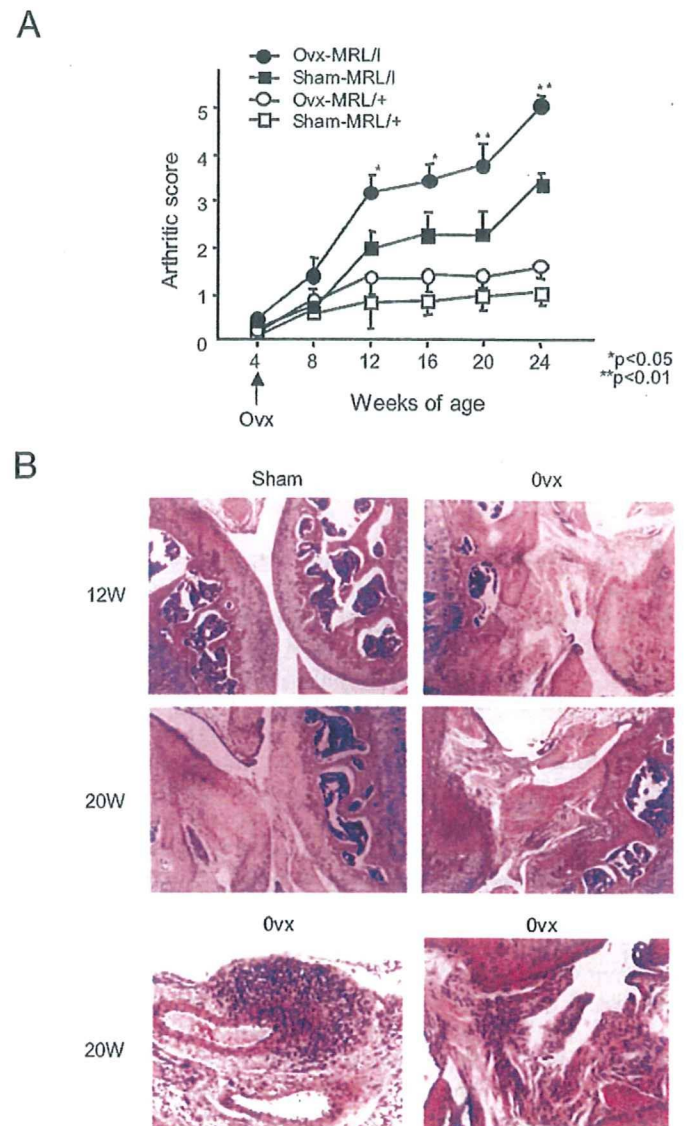 A
Ovx-MRL/l
Sham-MRL/l
Ovx-MRL/+
Sham-MRL/+
Arthritic score
5
4
3
2
1
0
* * ** **
4 8 12 16 20 24
*p<0.05
**p<0.01
Ovx
Weeks of age
B
Sham 0vx
12W
20W
0vx 0vx
20W